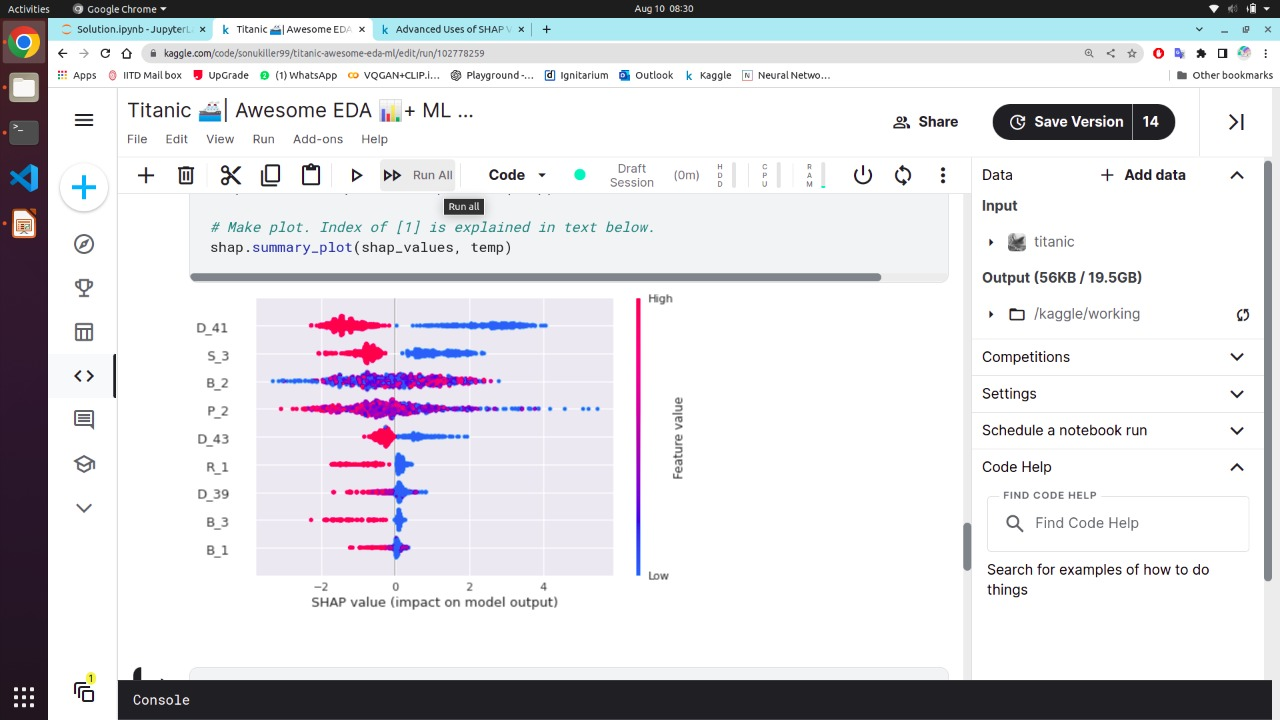 Activities
Google Chrome
Aug 10 08:30
Solution.ipynb - JupyterL
Titanic 🚢| Awesome EDA
Advanced Uses of SHAP V
kaggle.com/code/sonukiller99/titanic-awesome-eda-ml/edit/run/102778259
Apps
IITD Mail box
UpGrade
(1) WhatsApp
VQGAN+CLIP.i...
Playground -...
Ignitarium
Outlook
Kaggle
Neural Netwo...
Other bookmarks
Titanic 🚢| Awesome EDA 📊+ ML ...
File Edit View Run Add-ons Help
Share
Save Version 14
Run All
Code
Draft Session (0m)
HDD
CPU
RAM
Run all
# Make plot. Index of [1] is explained in text below.
shap.summary_plot(shap_values, temp)
High
D_41
S_3
B_2
P_2
D_43
R_1
D_39
B_3
B_1
Feature value
Low
−2 0 2 4
SHAP value (impact on model output)
Data
Add data
Input
titanic
Output (56KB / 19.5GB)
/kaggle/working
Competitions
Settings
Schedule a notebook run
Code Help
FIND CODE HELP
Find Code Help
Search for examples of how to do
things
1
Console